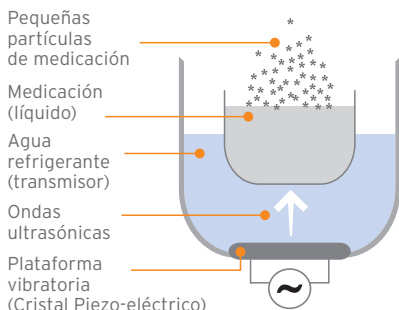 Pequeñas
partículas
de medicación
Medicación
(líquido)
Agua
refrigerante
(transmisor)
Ondas
ultrasónicas
Plataforma
vibratoria
(Cristal Piezo-eléctrico)